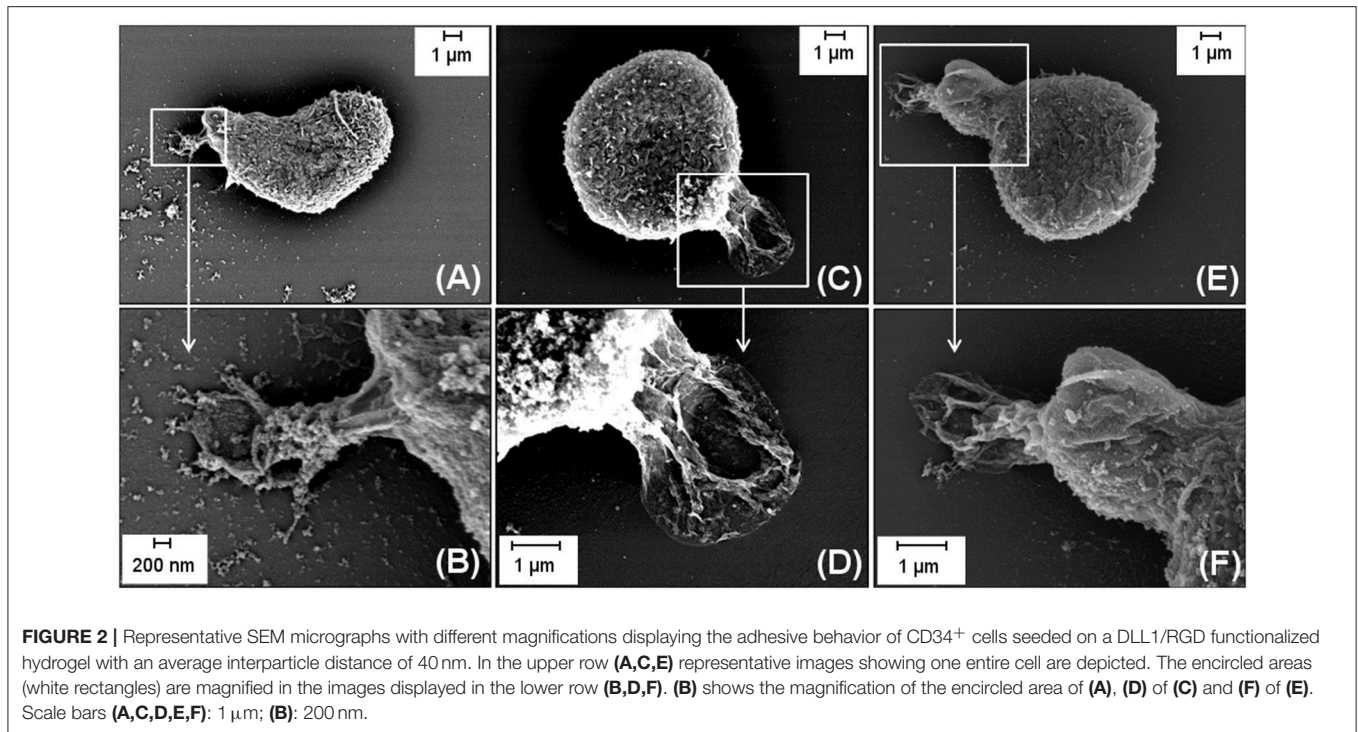 1 µm
1 µm
1 µm
(A)
(C)
(E)
200 nm
(B)
1 µm
(D)
1 µm
(F)
FIGURE 2 | Representative SEM micrographs with different magnifications displaying the adhesive behavior of CD34+ cells seeded on a DLL1/RGD functionalized
hydrogel with an average interparticle distance of 40 nm. In the upper row (A,C,E) representative images showing one entire cell are depicted. The encircled areas
(white rectangles) are magnified in the images displayed in the lower row (B,D,F). (B) shows the magnification of the encircled area of (A), (D) of (C) and (F) of (E).
Scale bars (A,C,D,E,F): 1 µm; (B): 200 nm.